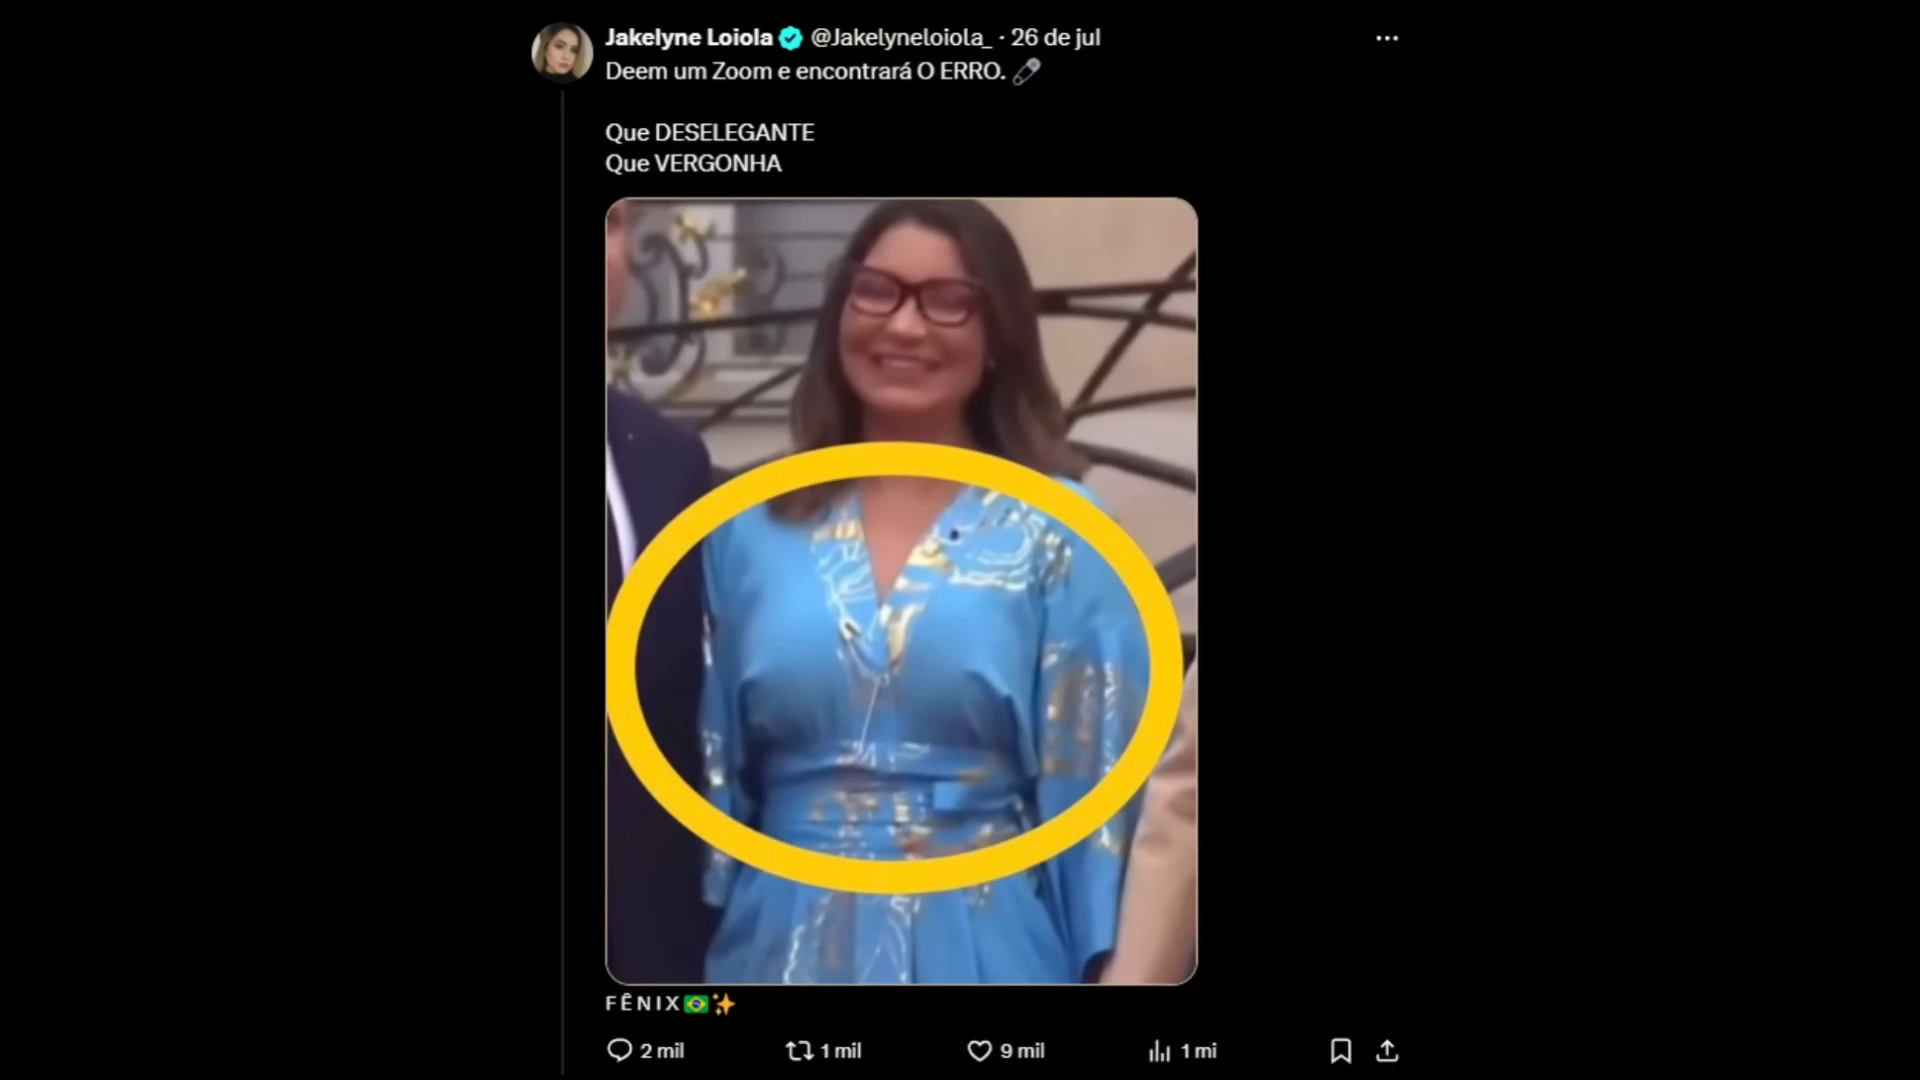 Jakelyne Loiola @Jakelyneloiola_ · 26 de jul
Deem um Zoom e encontrará O ERRO.
Que DESELEGANTE
Que VERGONHA
FÊNIX
2 mil 1 mil 9 mil 1 mi